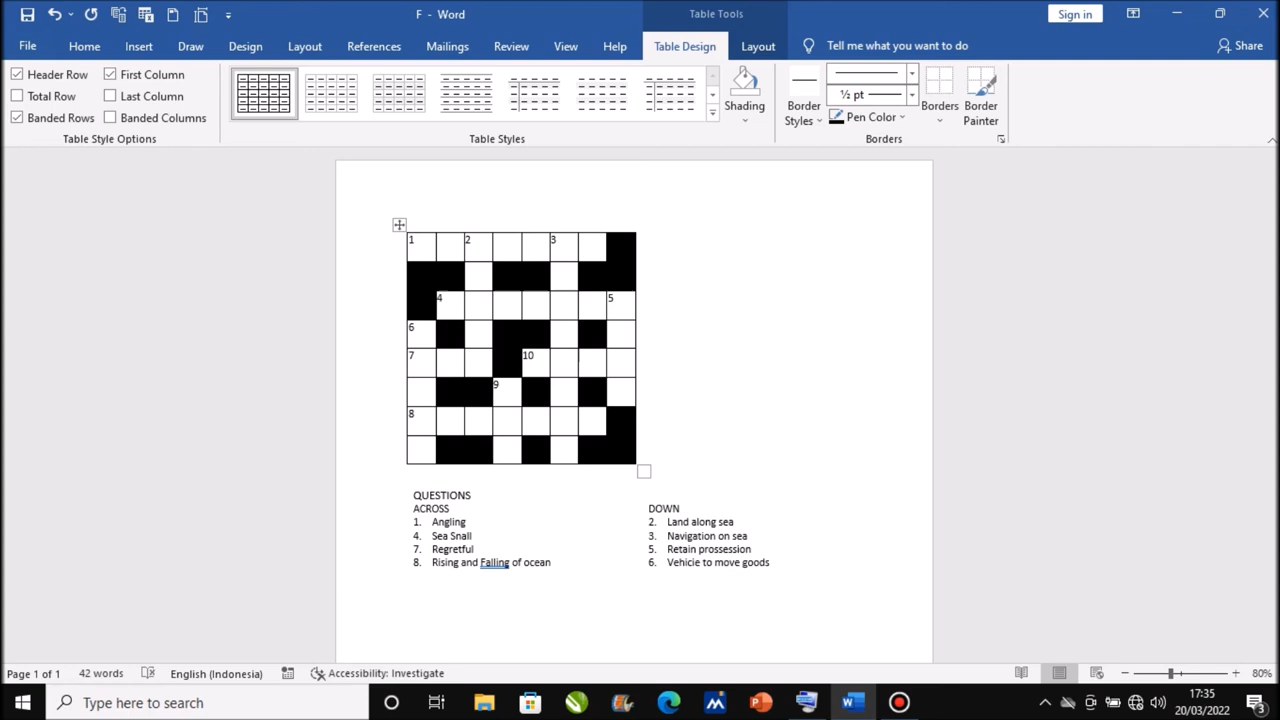 F - Word
Table Tools
Sign in
File Home Insert Draw Design Layout References Mailings Review View Help Table Design Layout Tell me what you want to do Share
Header Row First Column
Total Row Last Column
Banded Rows Banded Columns
Table Style Options
Table Styles
Shading
Border Styles
½ pt
Pen Color
Borders
Border Painter
Borders
1 2 3
4 5
6
7 10
9
8
QUESTIONS
ACROSS
1. Angling
4. Sea Snall
7. Regretful
8. Rising and Falling of ocean
DOWN
2. Land along sea
3. Navigation on sea
5. Retain prossession
6. Vehicie to move goods
Page 1 of 1 42 words English (Indonesia) Accessibility: Investigate 80%
Type here to search
17:35
20/03/2022
3